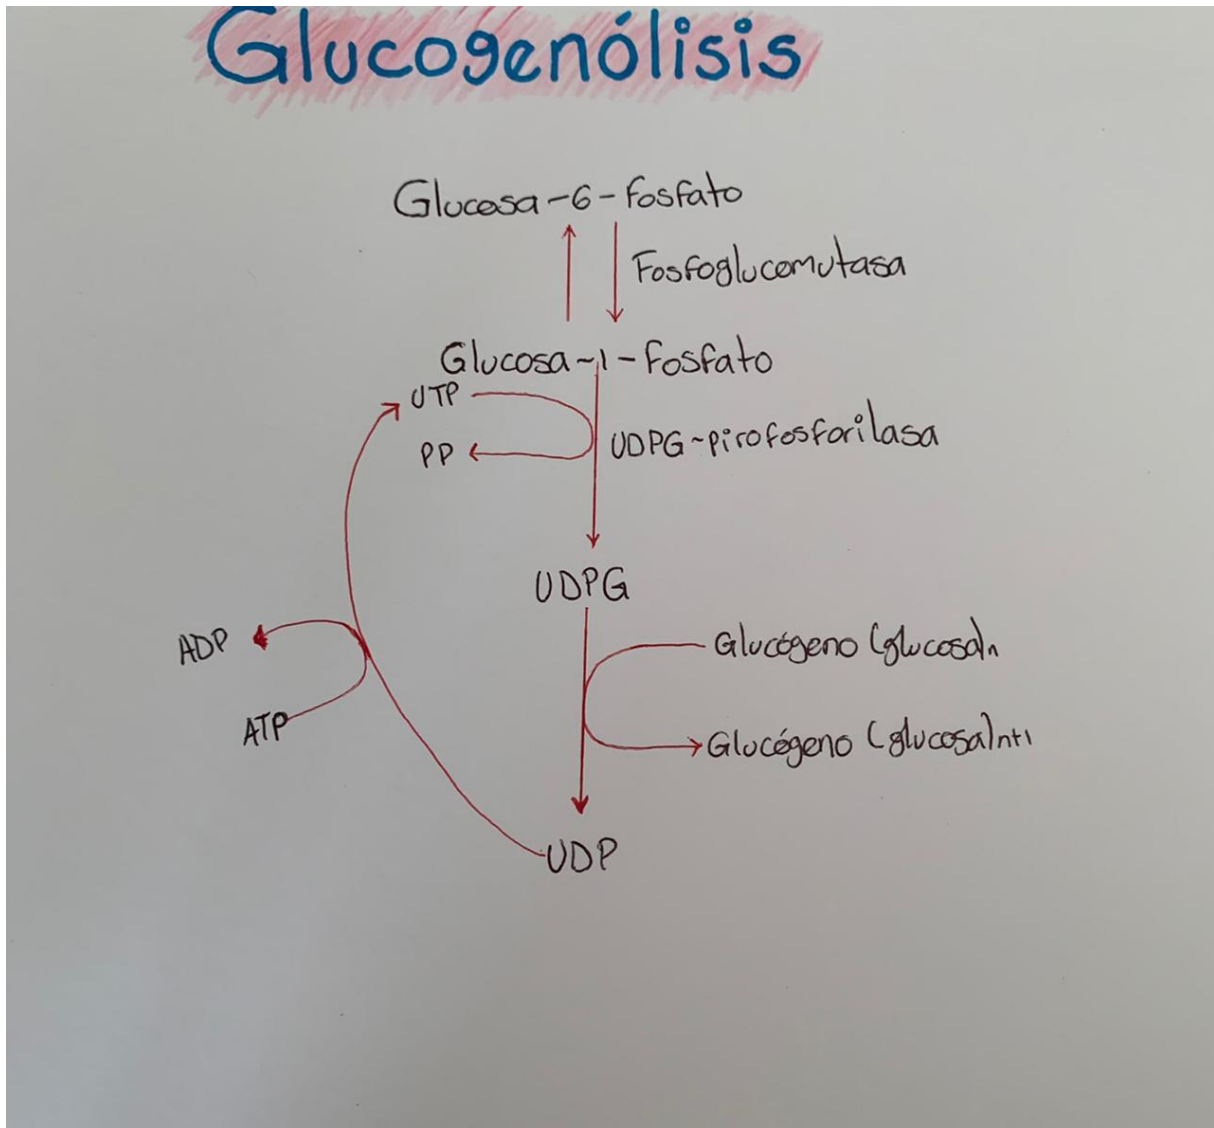 Glucogenólisis
Glucosa-6-fosfato
Fosfoglucomutasa
Glucosa-1-fosfato
UTP
PP
UDPG-pirofosforilasa
UDPG
ADP
Glucógeno (glucosa)n
ATP
Glucógeno (glucosa)n+1
UDP